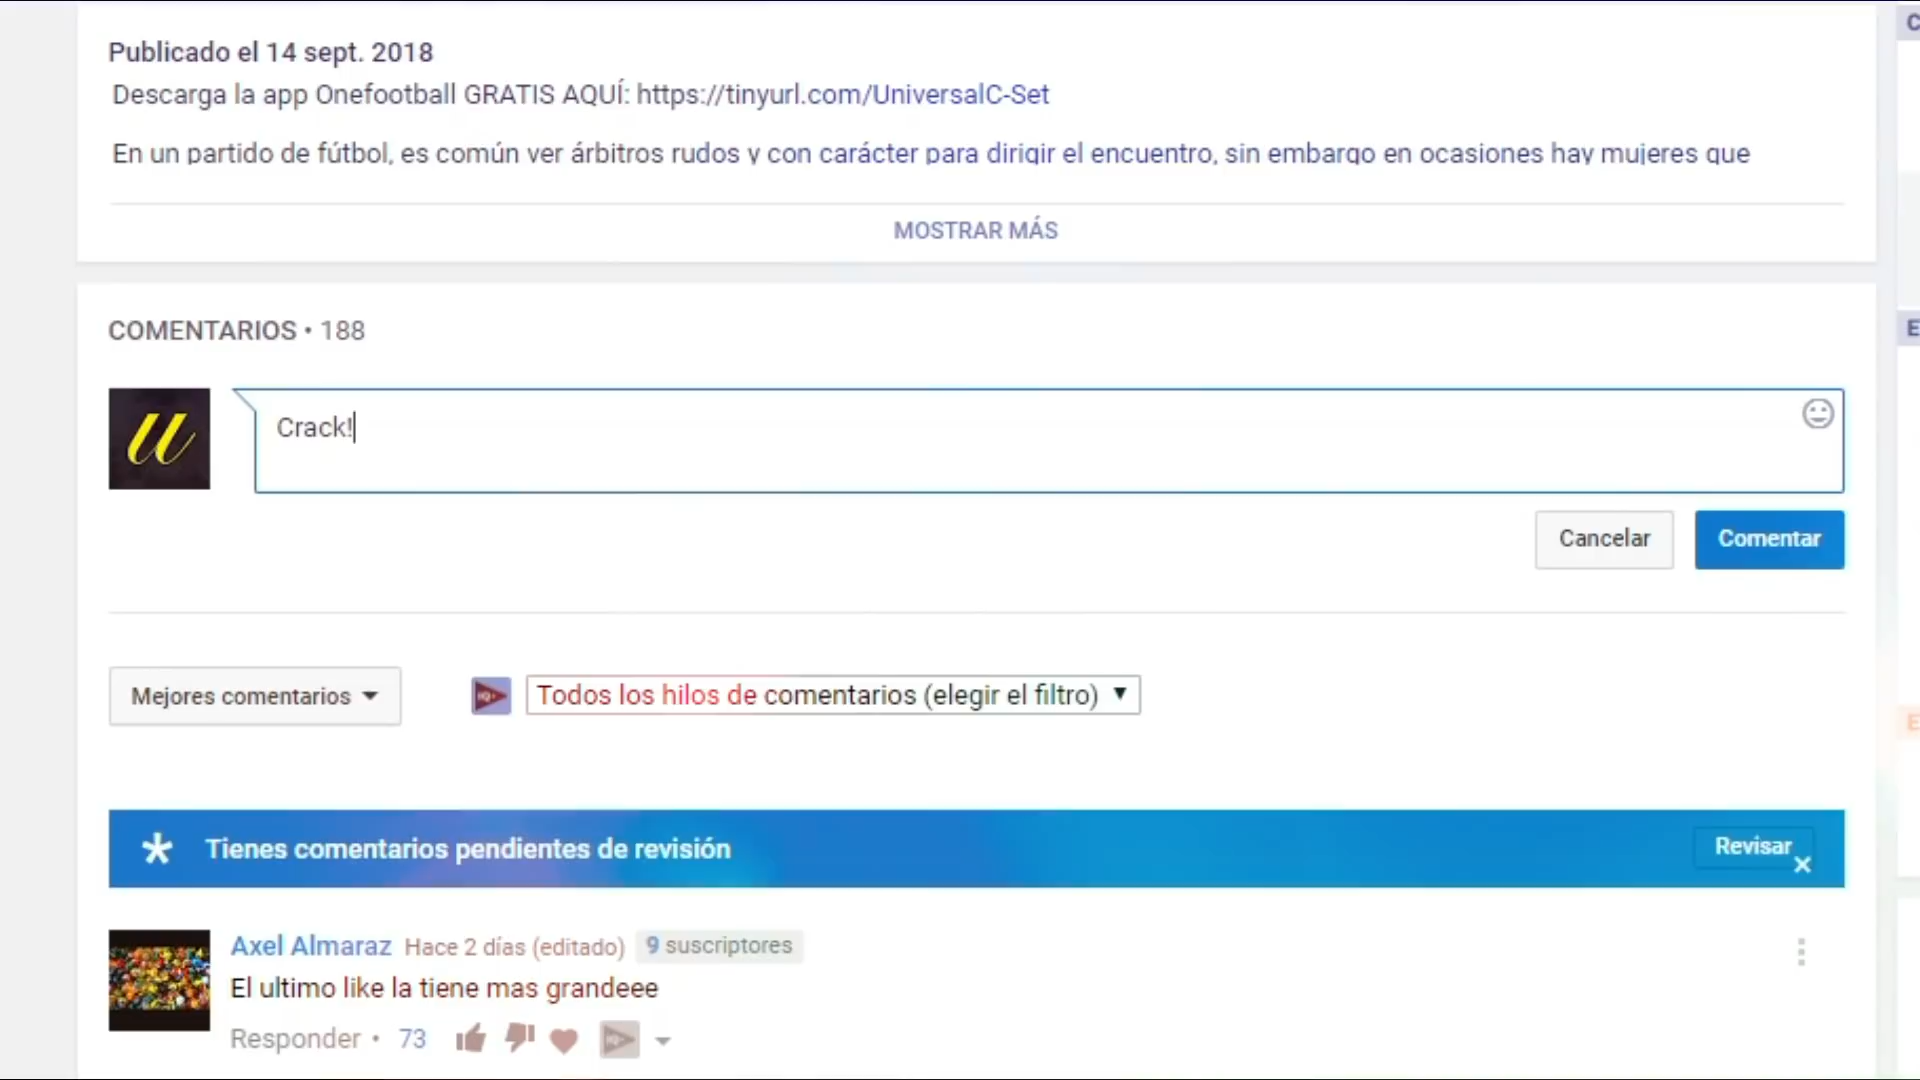 Publicado el 14 sept. 2018
Descarga la app Onefootball GRATIS AQUÍ: https://tinyurl.com/UniversalC-Set
En un partido de fútbol, es común ver árbitros rudos y con carácter para dirigir el encuentro, sin embargo en ocasiones hay mujeres que
MOSTRAR MÁS
COMENTARIOS • 188
u
Crack!
Cancelar
Comentar
Mejores comentarios
Todos los hilos de comentarios (elegir el filtro)
Tienes comentarios pendientes de revisión
Revisar
Axel Almaraz Hace 2 días (editado) 9 suscriptores
El ultimo like la tiene mas grandeee
Responder • 73